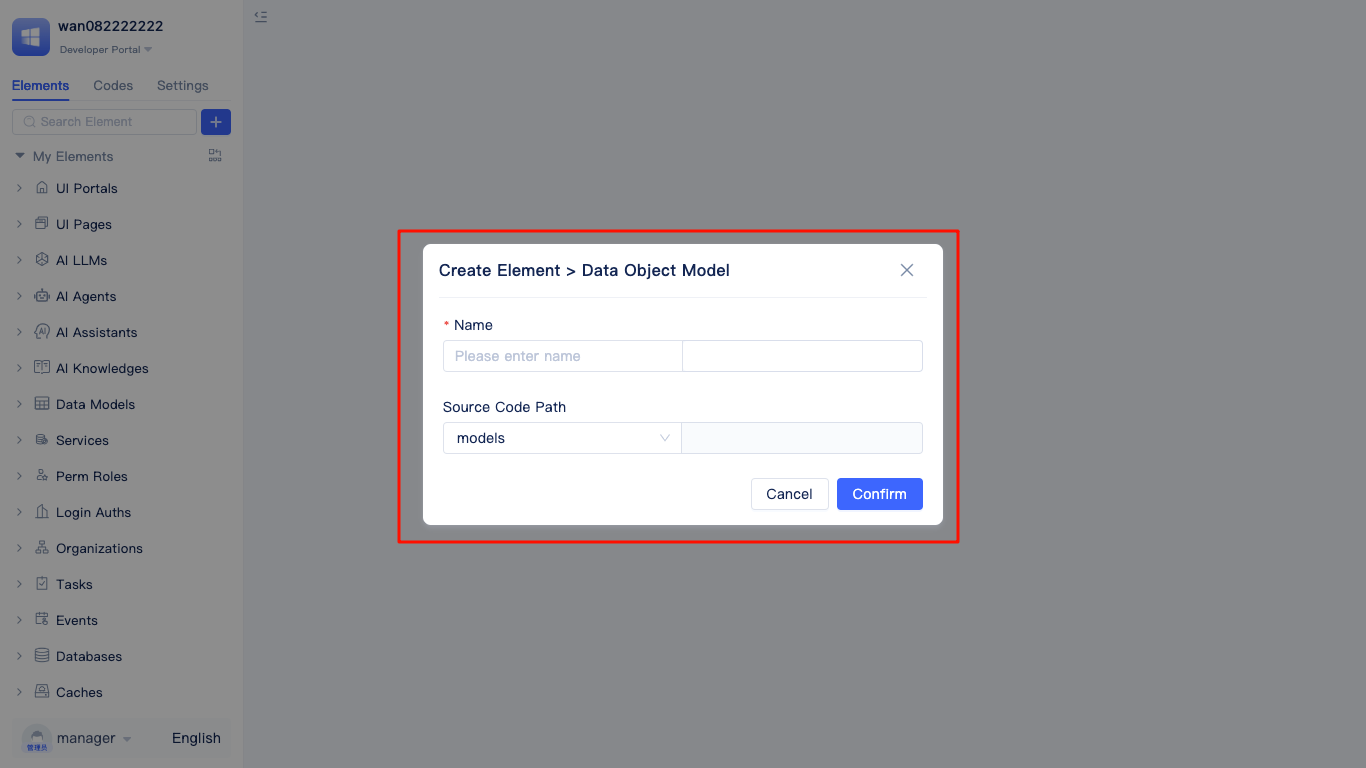 wan082222222
Developer Portal
Elements Codes Settings
Search Element
My Elements
UI Portals
UI Pages
AI LLMs
AI Agents
AI Assistants
AI Knowledges
Data Models
Services
Perm Roles
Login Auths
Organizations
Tasks
Events
Databases
Caches
管理员
manager
English
Create Element > Data Object Model
* Name
Please enter name
Source Code Path
models
Cancel Confirm